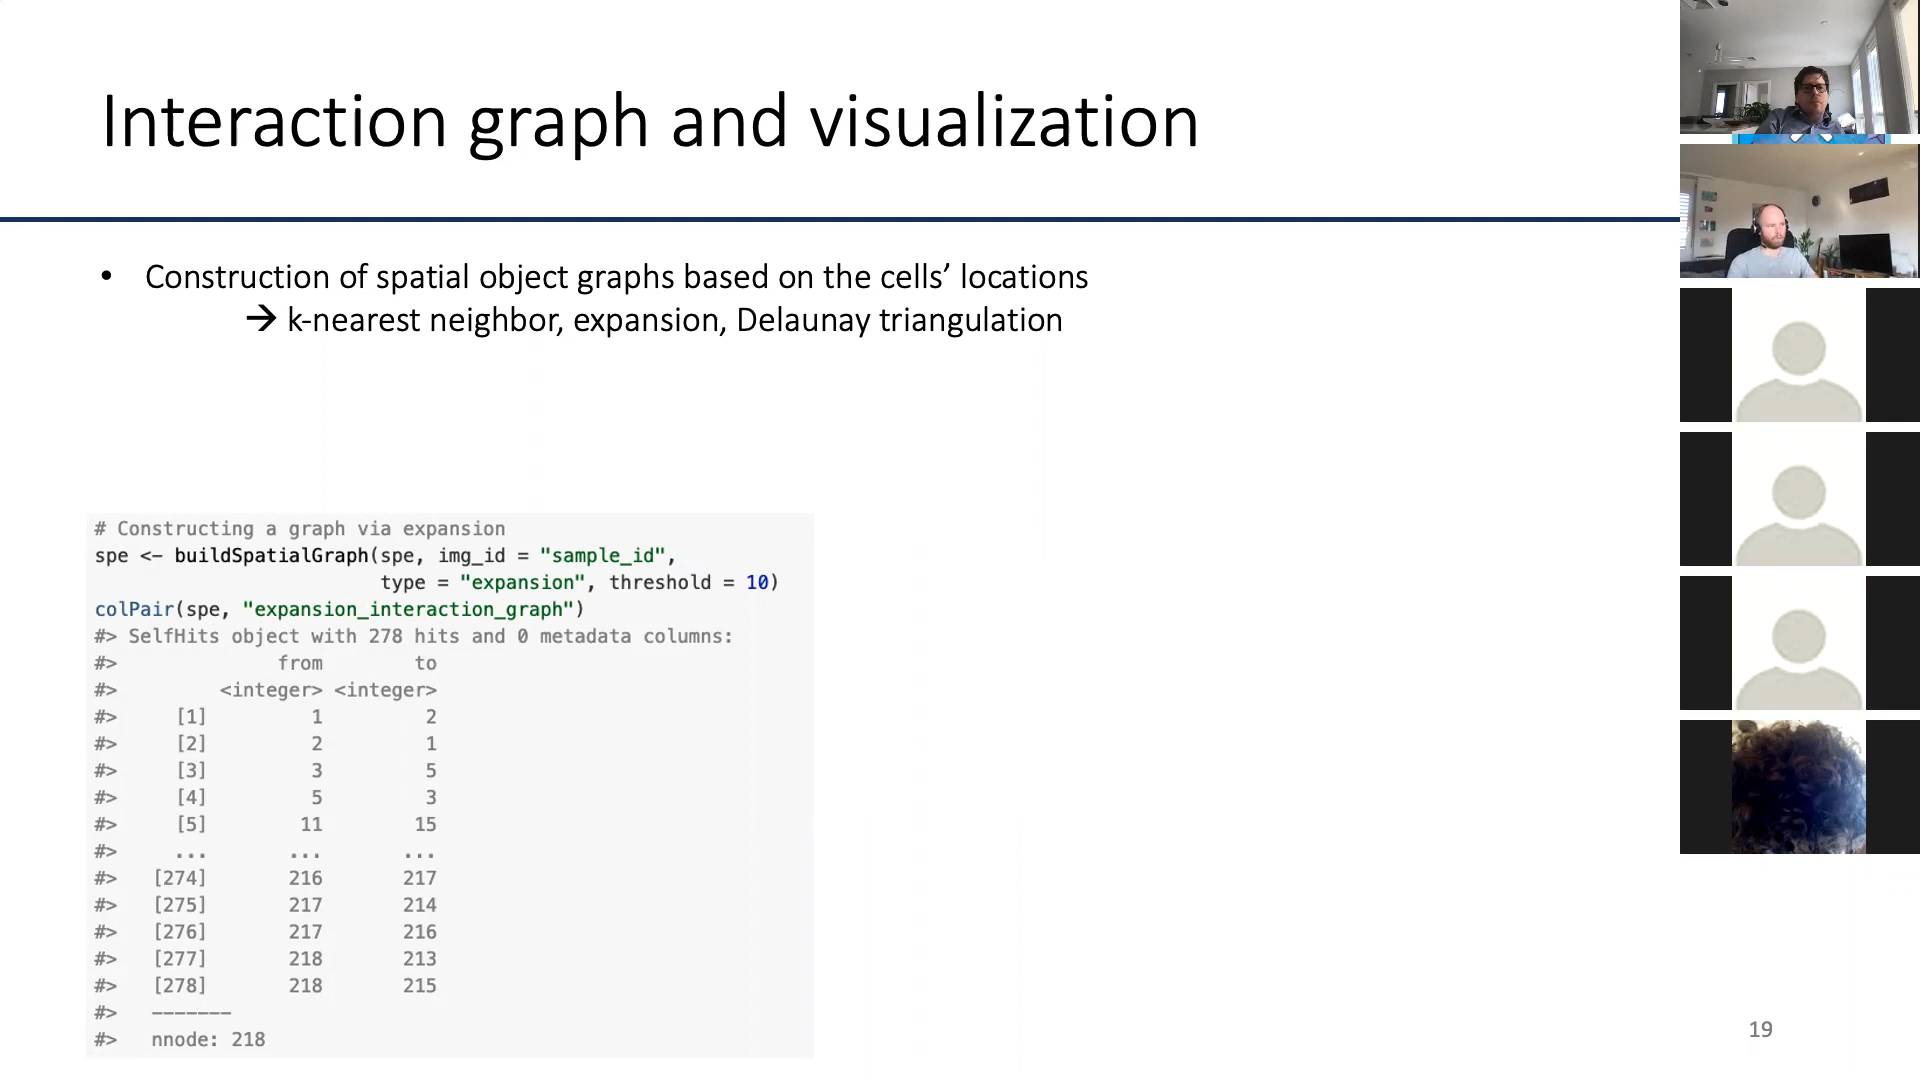 Interaction graph and visualization
• Construction of spatial object graphs based on the cells’ locations
→ k-nearest neighbor, expansion, Delaunay triangulation
# Constructing a graph via expansion
spe <- buildSpatialGraph(spe, img_id = "sample_id",
type = "expansion", threshold = 10)
colPair(spe, "expansion_interaction_graph")
#> SelfHits object with 278 hits and 0 metadata columns:
#> from to
#> <integer> <integer>
#> [1] 1 2
#> [2] 2 1
#> [3] 3 5
#> [4] 5 3
#> [5] 11 15
#> ... ... ...
#> [274] 216 217
#> [275] 217 214
#> [276] 217 216
#> [277] 218 213
#> [278] 218 215
#> -------
#> nnode: 218
19